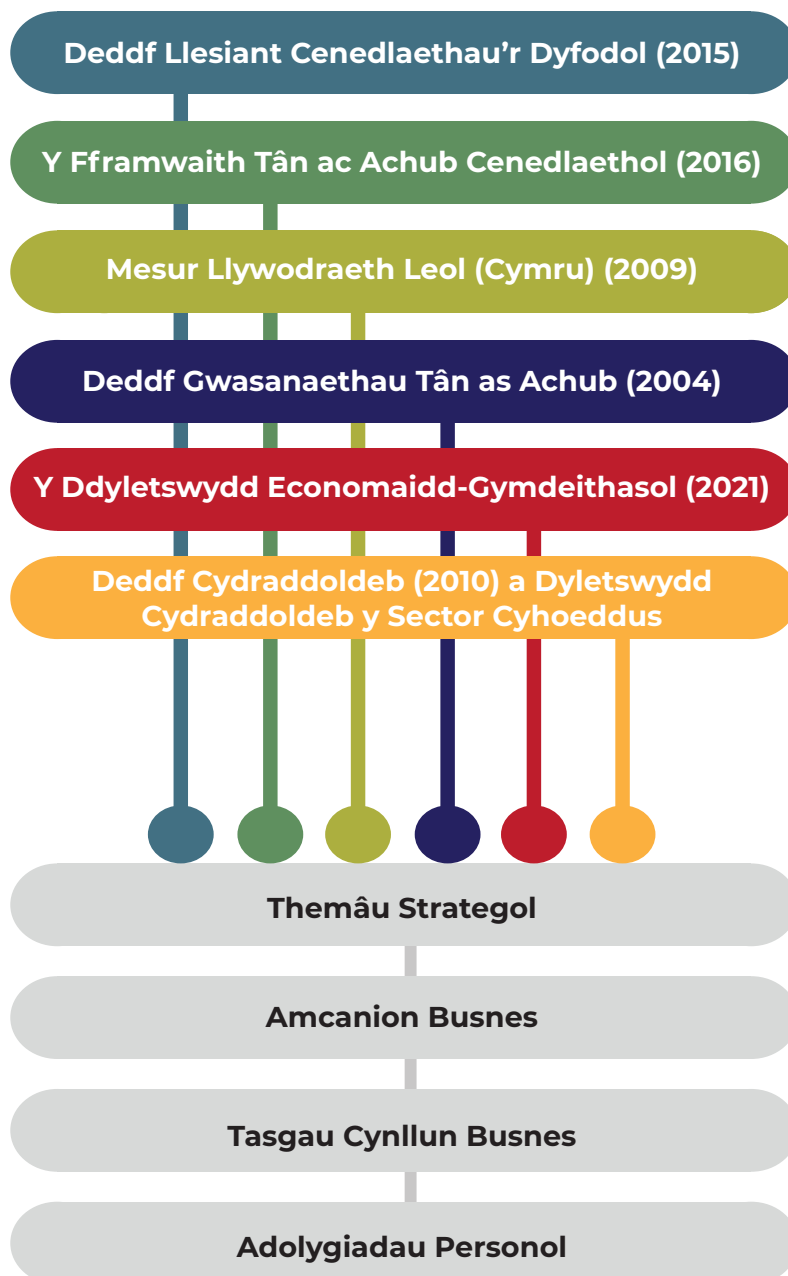 Deddf Llesiant Cenedlaethau’r Dyfodol (2015)
Y Fframwaith Tân ac Achub Cenedlaethol (2016)
Mesur Llywodraeth Leol (Cymru) (2009)
Deddf Gwasanaethau Tân as Achub (2004)
Y Ddyletswydd Economaidd-Gymdeithasol (2021)
Deddf Cydraddoldeb (2010) a Dyletswydd
Cydraddoldeb y Sector Cyhoeddus
Themâu Strategol
Amcanion Busnes
Tasgau Cynllun Busnes
Adolygiadau Personol